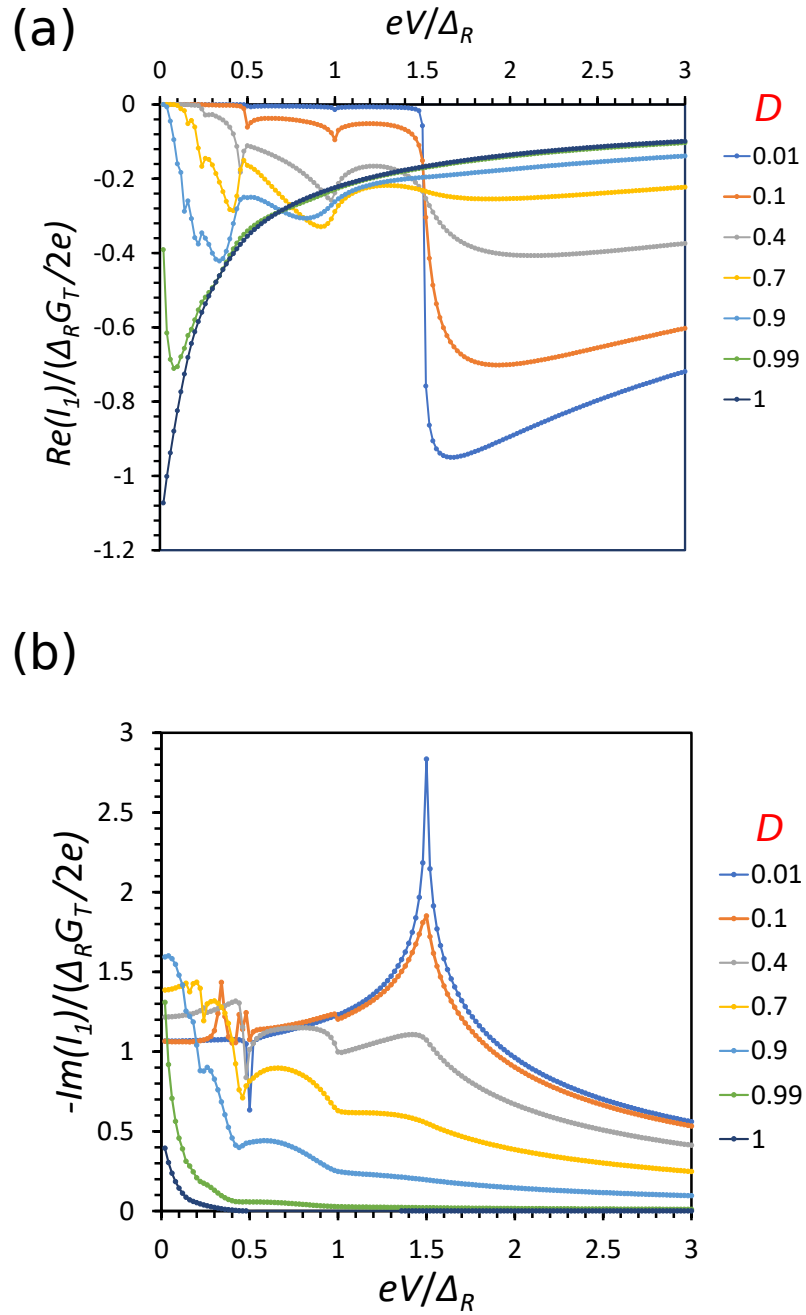 (a)
eV/Δ_R
0 0.5 1 1.5 2 2.5 3
0
-0.2
-0.4
-0.6
-0.8
-1
-1.2
Re(I_1)/(Δ_R G_T/2e)
D
0.01
0.1
0.4
0.7
0.9
0.99
1
(b)
3
2.5
2
1.5
1
0.5
0
-Im(I_1)/(Δ_R G_T/2e)
0 0.5 1 1.5 2 2.5 3
eV/Δ_R
D
0.01
0.1
0.4
0.7
0.9
0.99
1